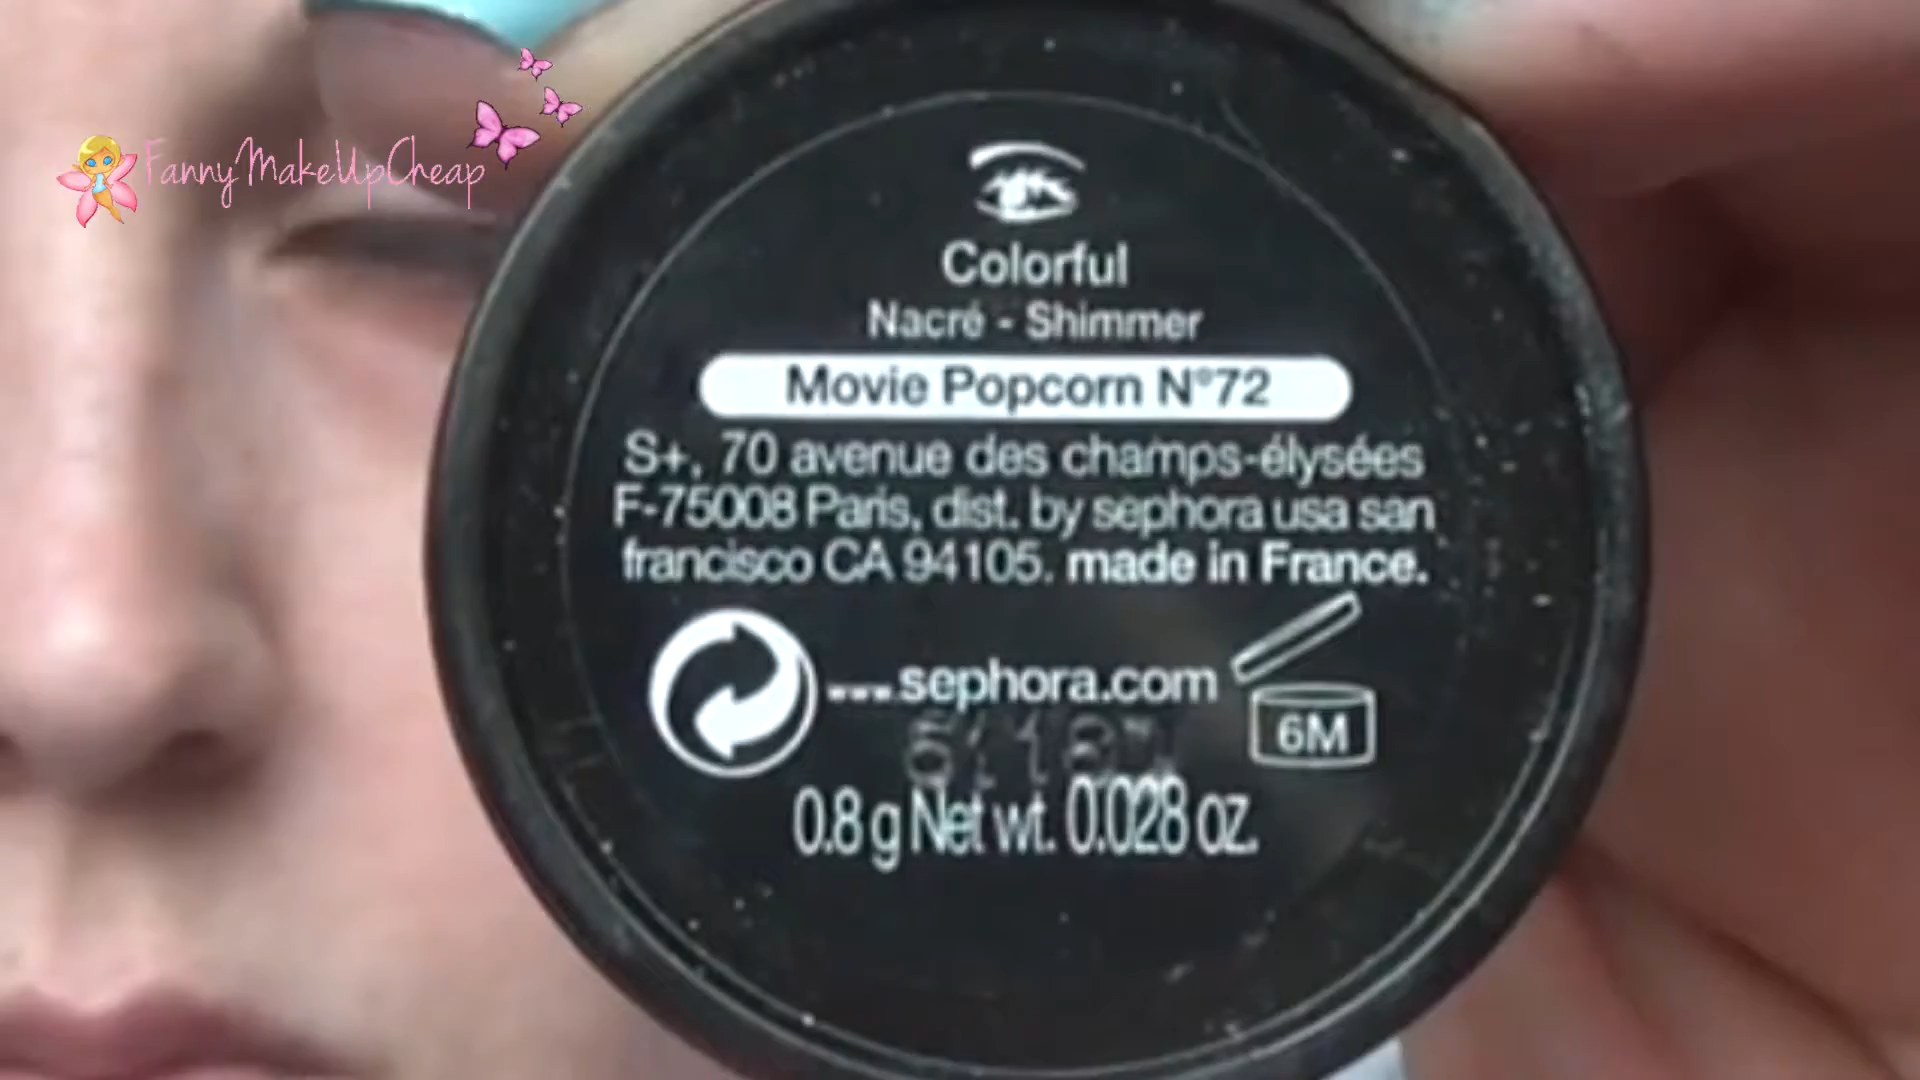 FannyMakeUpCheap
Colorful
Nacré - Shimmer
Movie Popcorn N°72
S+, 70 avenue des champs-élysées
F-75008 Paris, dist. by sephora usa san
francisco CA 94105. made in France.
...sephora.com
6M
0.8 g Net wt. 0.028 oz.